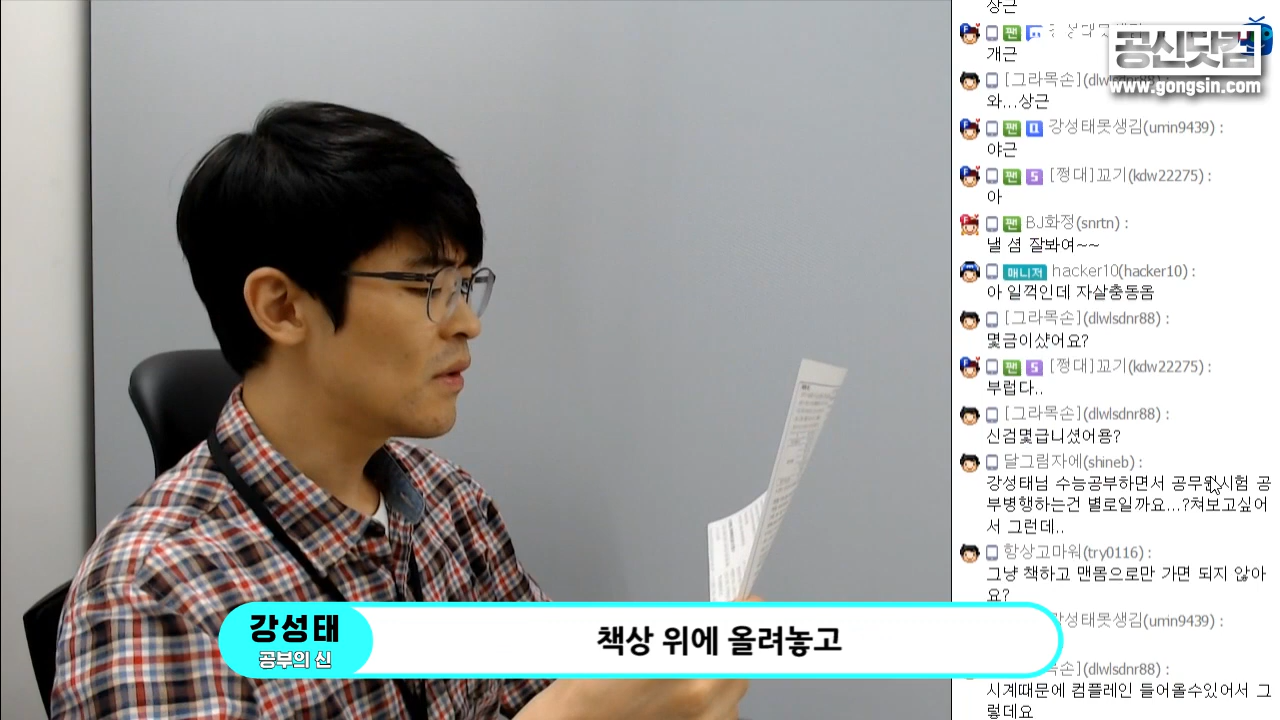 상근
개근
공신닷컴
www.gongsin.com
[그라목손](dlwlsdnr88) :
와...상근
팬 강성태못생김(umin9439) :
야근
팬 S [쩡대]꼬기(kdw22275) :
아
팬 BJ화정(snrtn) :
낼 셤 잘봐여~~
매니저 hacker10(hacker10) :
아 일꺽인데 자살충동옴
[그라목손](dlwlsdnr88) :
몇금이샸어요?
팬 S [쩡대]꼬기(kdw22275) :
부럽다..
[그라목손](dlwlsdnr88) :
신검몇급니셨어용?
달그림자에(shineb) :
강성태님 수능공부하면서 공무원시험 공
부병행하는건 별로일까요...?쳐보고싶어
서 그런데..
항상고마워(try0116) :
그냥 책하고 맨몸으로만 가면 되지 않아
요?
강성태못생김(umin9439) :
목손](dlwlsdnr88) :
시계때문에 컴플레인 들어올수있어서 그
렇데요
강성태
공부의 신
책상 위에 올려놓고